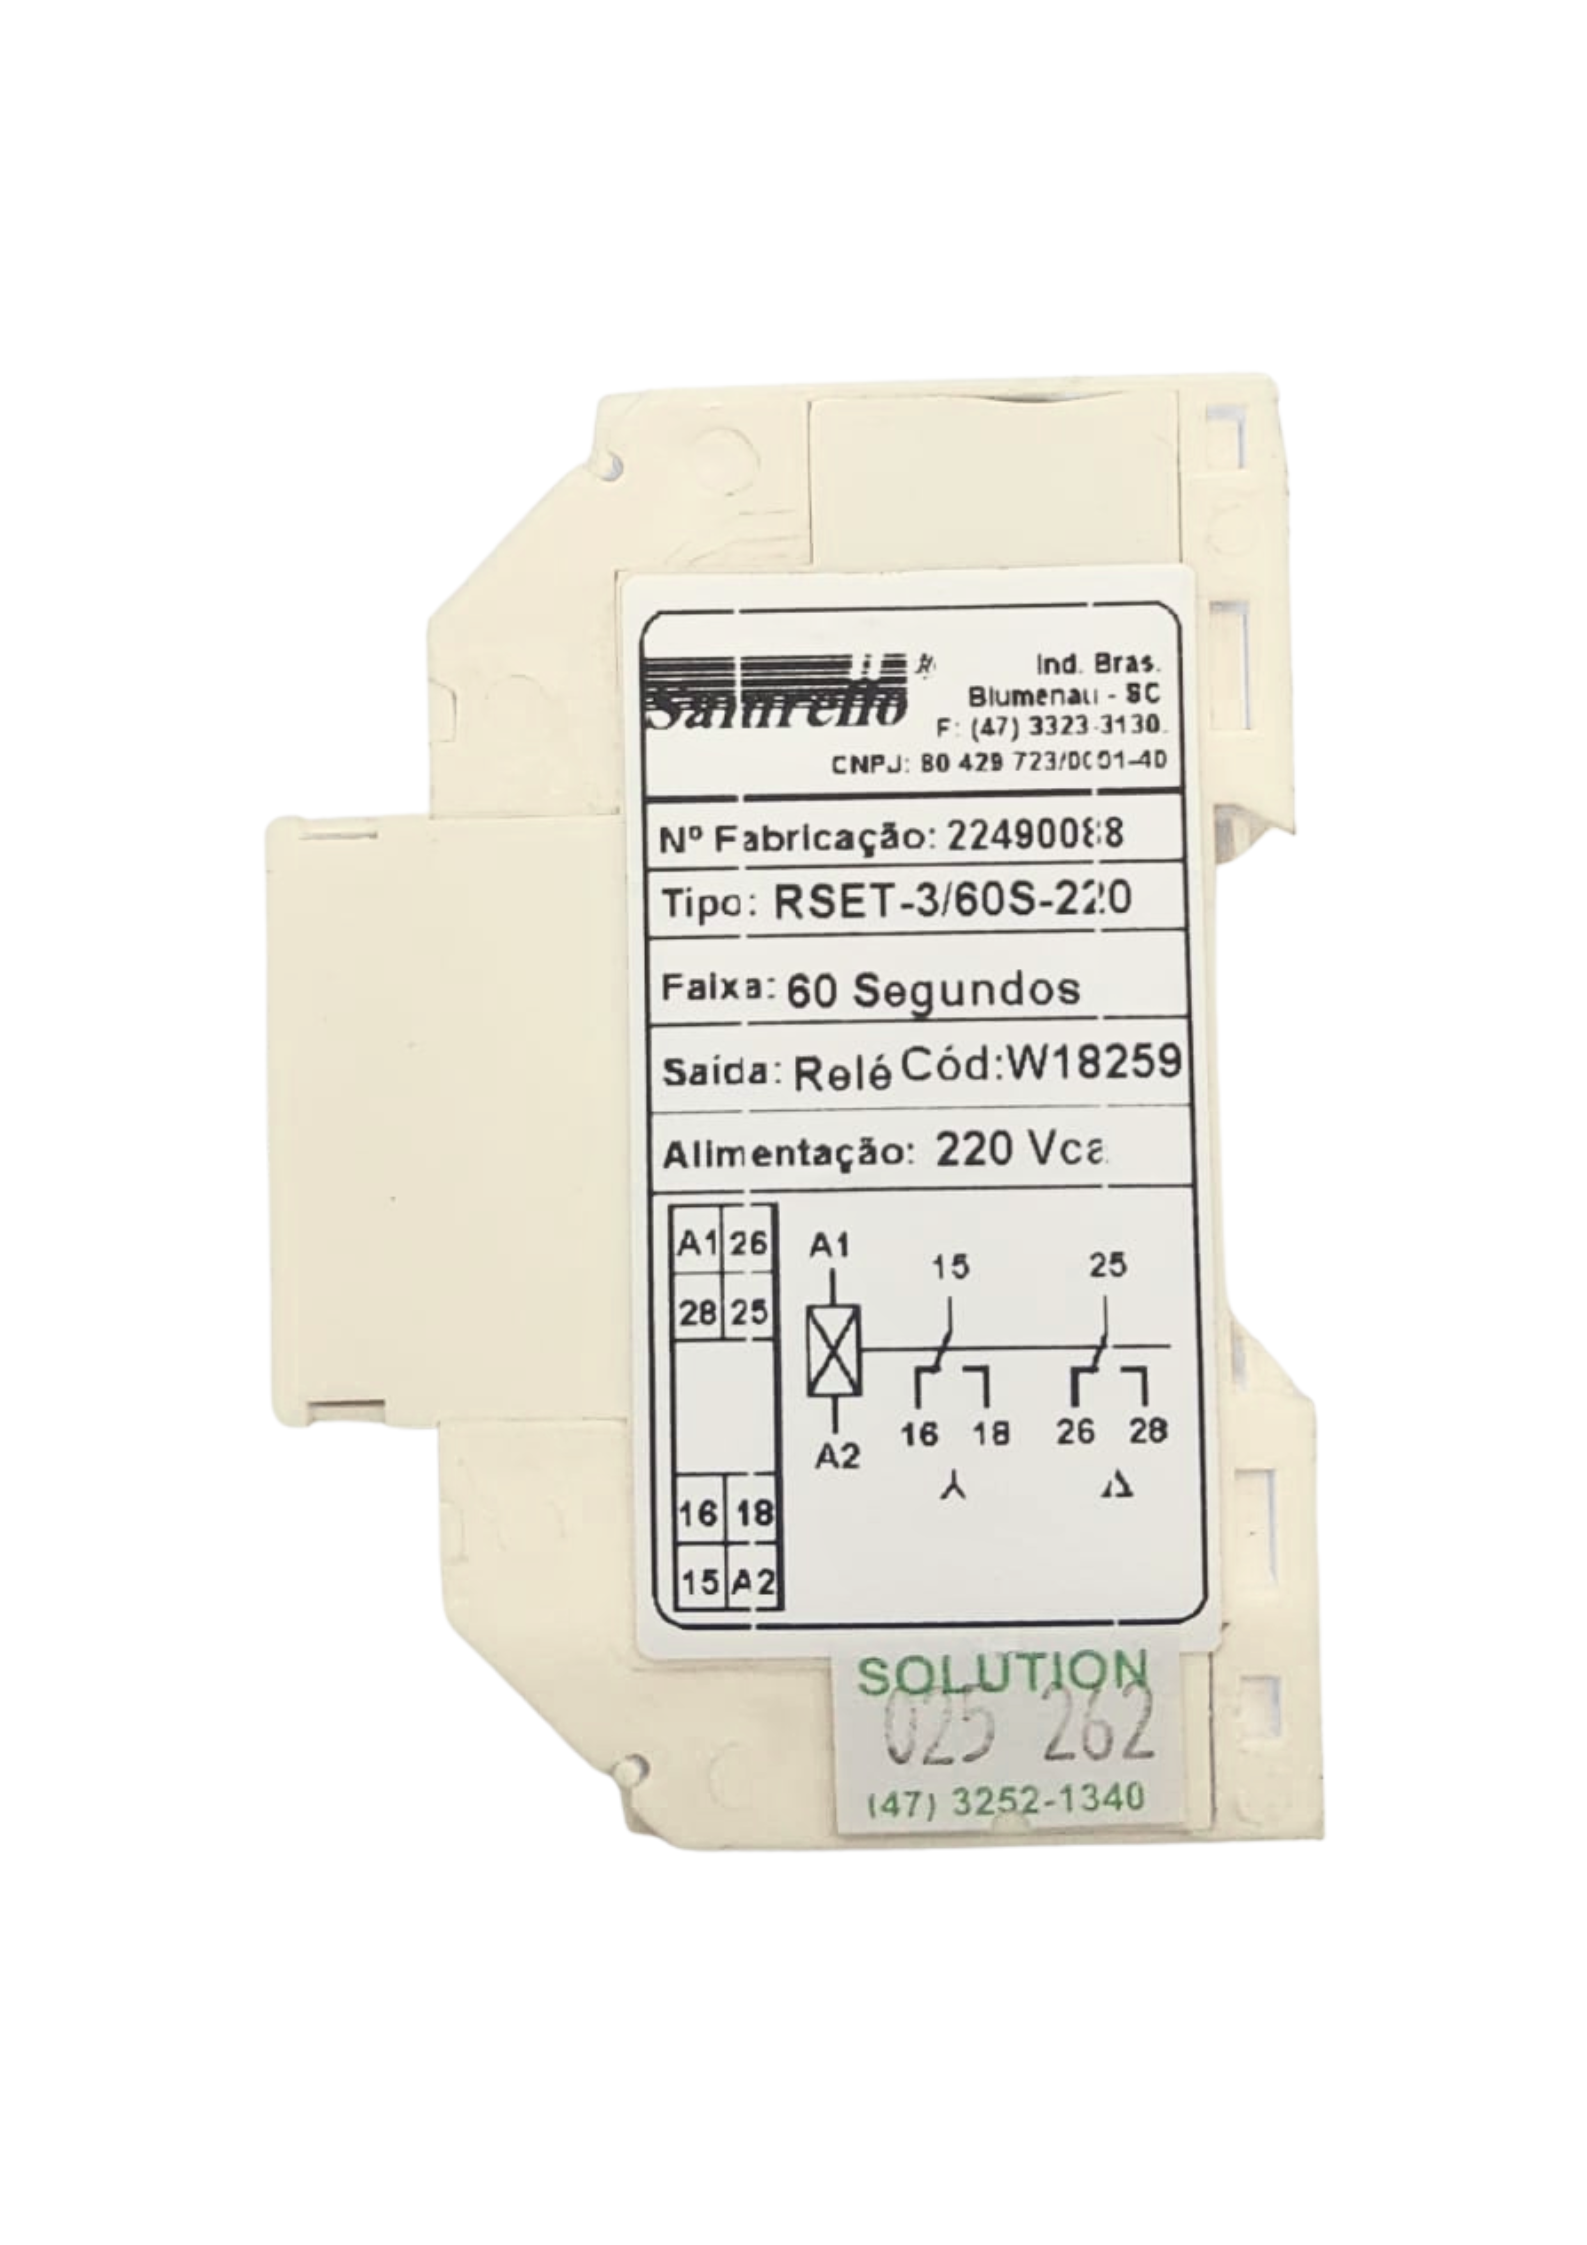 Samrello
Ind. Bras.
Blumenau - SC
F: (47) 3323-3130
CNPJ: 80 429 723/0001-40
Nº Fabricação: 22490088
Tipo: RSET-3/60S-220
Faixa: 60 Segundos
Saída: Relé Cód:W18259
Alimentação: 220 Vca
A1 26
28 25
16 18
15 A2
A1
15 25
16 18 26 28
A2
SOLUTION
025 262
(47) 3252-1340